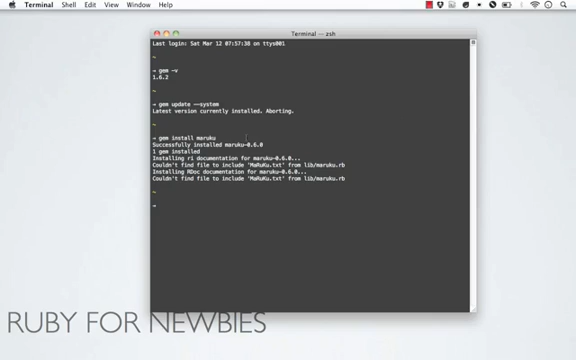 Terminal Shell Edit View Window Help
Terminal — zsh
Last login: Sat Mar 12 07:57:38 on ttys001
~
→ gem -v
1.6.2
~
→ gem update --system
Latest version currently installed. Aborting.
~
→ gem install maruku
Successfully installed maruku-0.6.0
1 gem installed
Installing ri documentation for maruku-0.6.0...
Couldn't find file to include 'MaRuKu.txt' from lib/maruku.rb
Installing RDoc documentation for maruku-0.6.0...
Couldn't find file to include 'MaRuKu.txt' from lib/maruku.rb
~
→
RUBY FOR NEWBIES